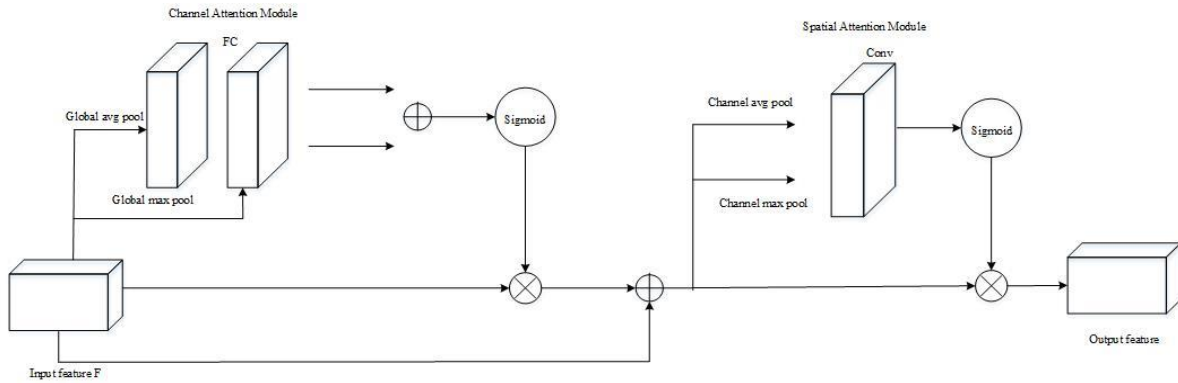 Channel Attention Module
FC
Global avg pool
Global max pool
Sigmoid
Input feature F
Spatial Attention Module
Conv
Channel avg pool
Channel max pool
Sigmoid
Output feature